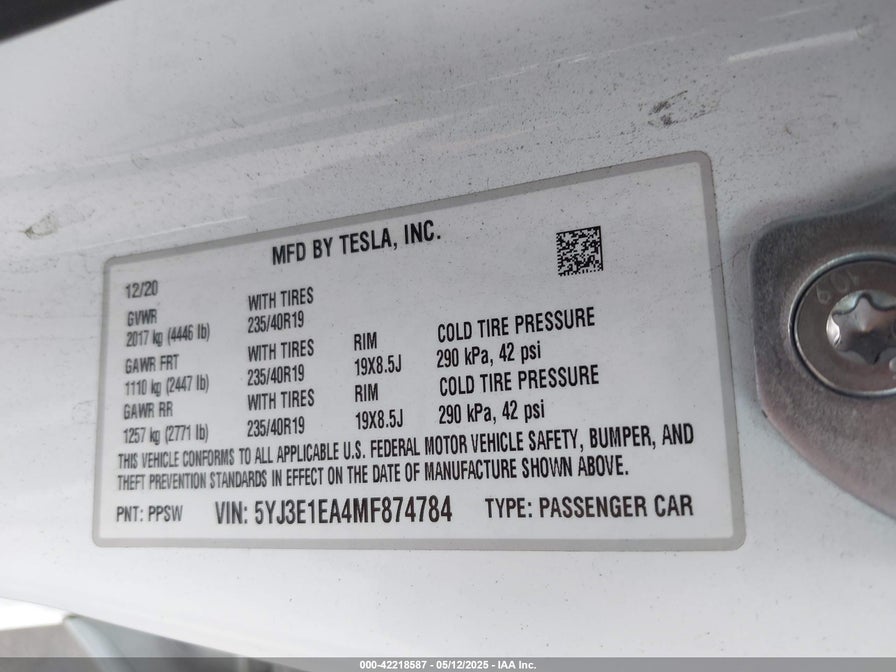 MFD BY TESLA, INC.
12/20
GVWR WITH TIRES
2017 kg (4446 lb) 235/40R19
GAWR FRT WITH TIRES RIM COLD TIRE PRESSURE
1110 kg (2447 lb) 235/40R19 19X8.5J 290 kPa, 42 psi
GAWR RR WITH TIRES RIM COLD TIRE PRESSURE
1257 kg (2771 lb) 235/40R19 19X8.5J 290 kPa, 42 psi
THIS VEHICLE CONFORMS TO ALL APPLICABLE U.S. FEDERAL MOTOR VEHICLE SAFETY, BUMPER, AND
THEFT PREVENTION STANDARDS IN EFFECT ON THE DATE OF MANUFACTURE SHOWN ABOVE.
PNT: PPSW VIN: 5YJ3E1EA4MF874784 TYPE: PASSENGER CAR
000-42218587 - 05/12/2025 - IAA Inc.